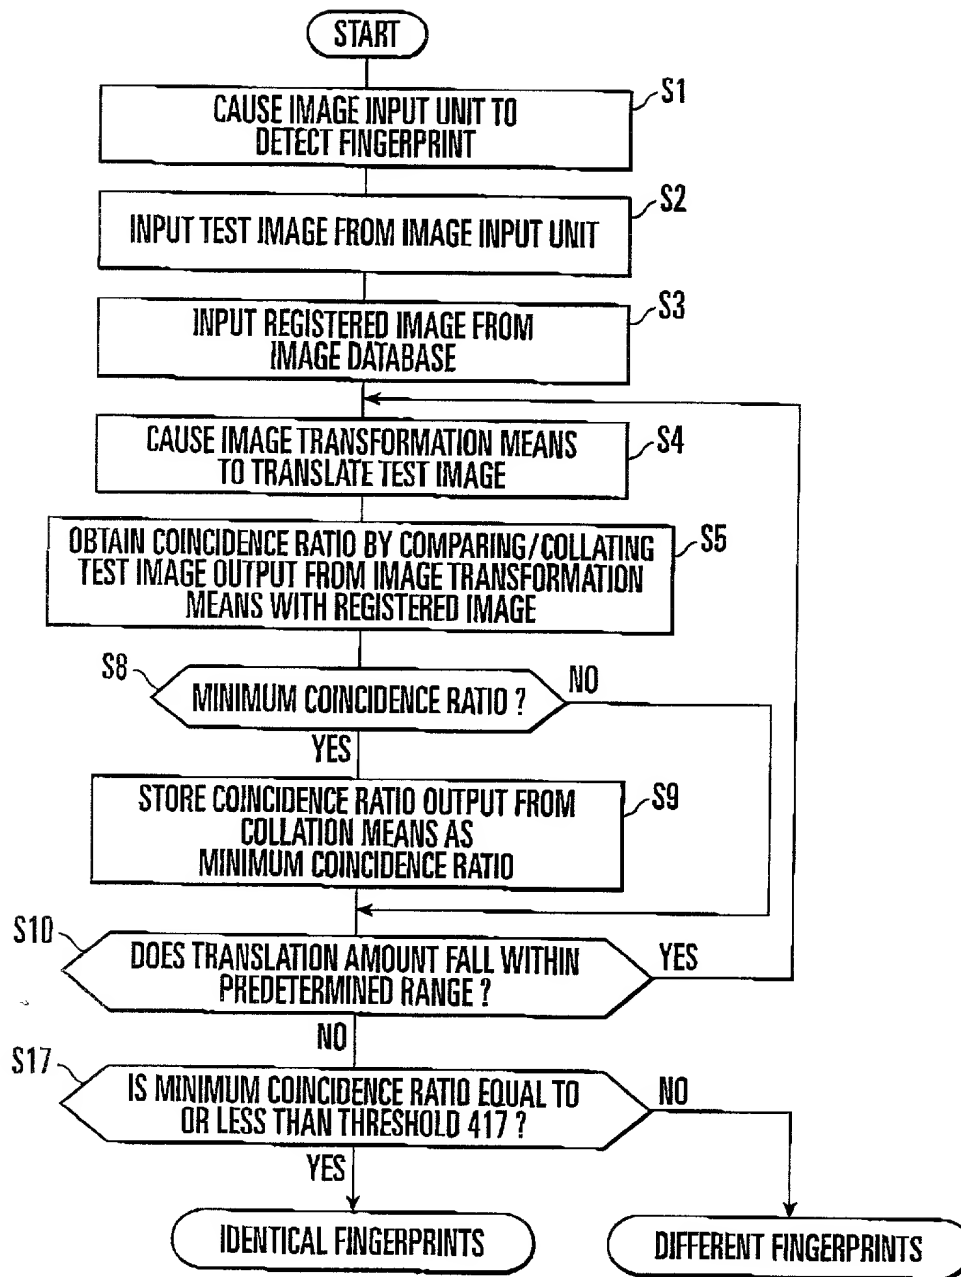 START
S1
CAUSE IMAGE INPUT UNIT TO
DETECT FINGERPRINT
S2
INPUT TEST IMAGE FROM IMAGE INPUT UNIT
S3
INPUT REGISTERED IMAGE FROM
IMAGE DATABASE
S4
CAUSE IMAGE TRANSFORMATION MEANS
TO TRANSLATE TEST IMAGE
S5
OBTAIN COINCIDENCE RATIO BY COMPARING/COLLATING
TEST IMAGE OUTPUT FROM IMAGE TRANSFORMATION
MEANS WITH REGISTERED IMAGE
S8
MINIMUM COINCIDENCE RATIO ?
NO
YES
S9
STORE COINCIDENCE RATIO OUTPUT FROM
COLLATION MEANS AS
MINIMUM COINCIDENCE RATIO
S10
DOES TRANSLATION AMOUNT FALL WITHIN
PREDETERMINED RANGE ?
YES
NO
S17
IS MINIMUM COINCIDENCE RATIO EQUAL TO
OR LESS THAN THRESHOLD 417 ?
NO
YES
IDENTICAL FINGERPRINTS
DIFFERENT FINGERPRINTS